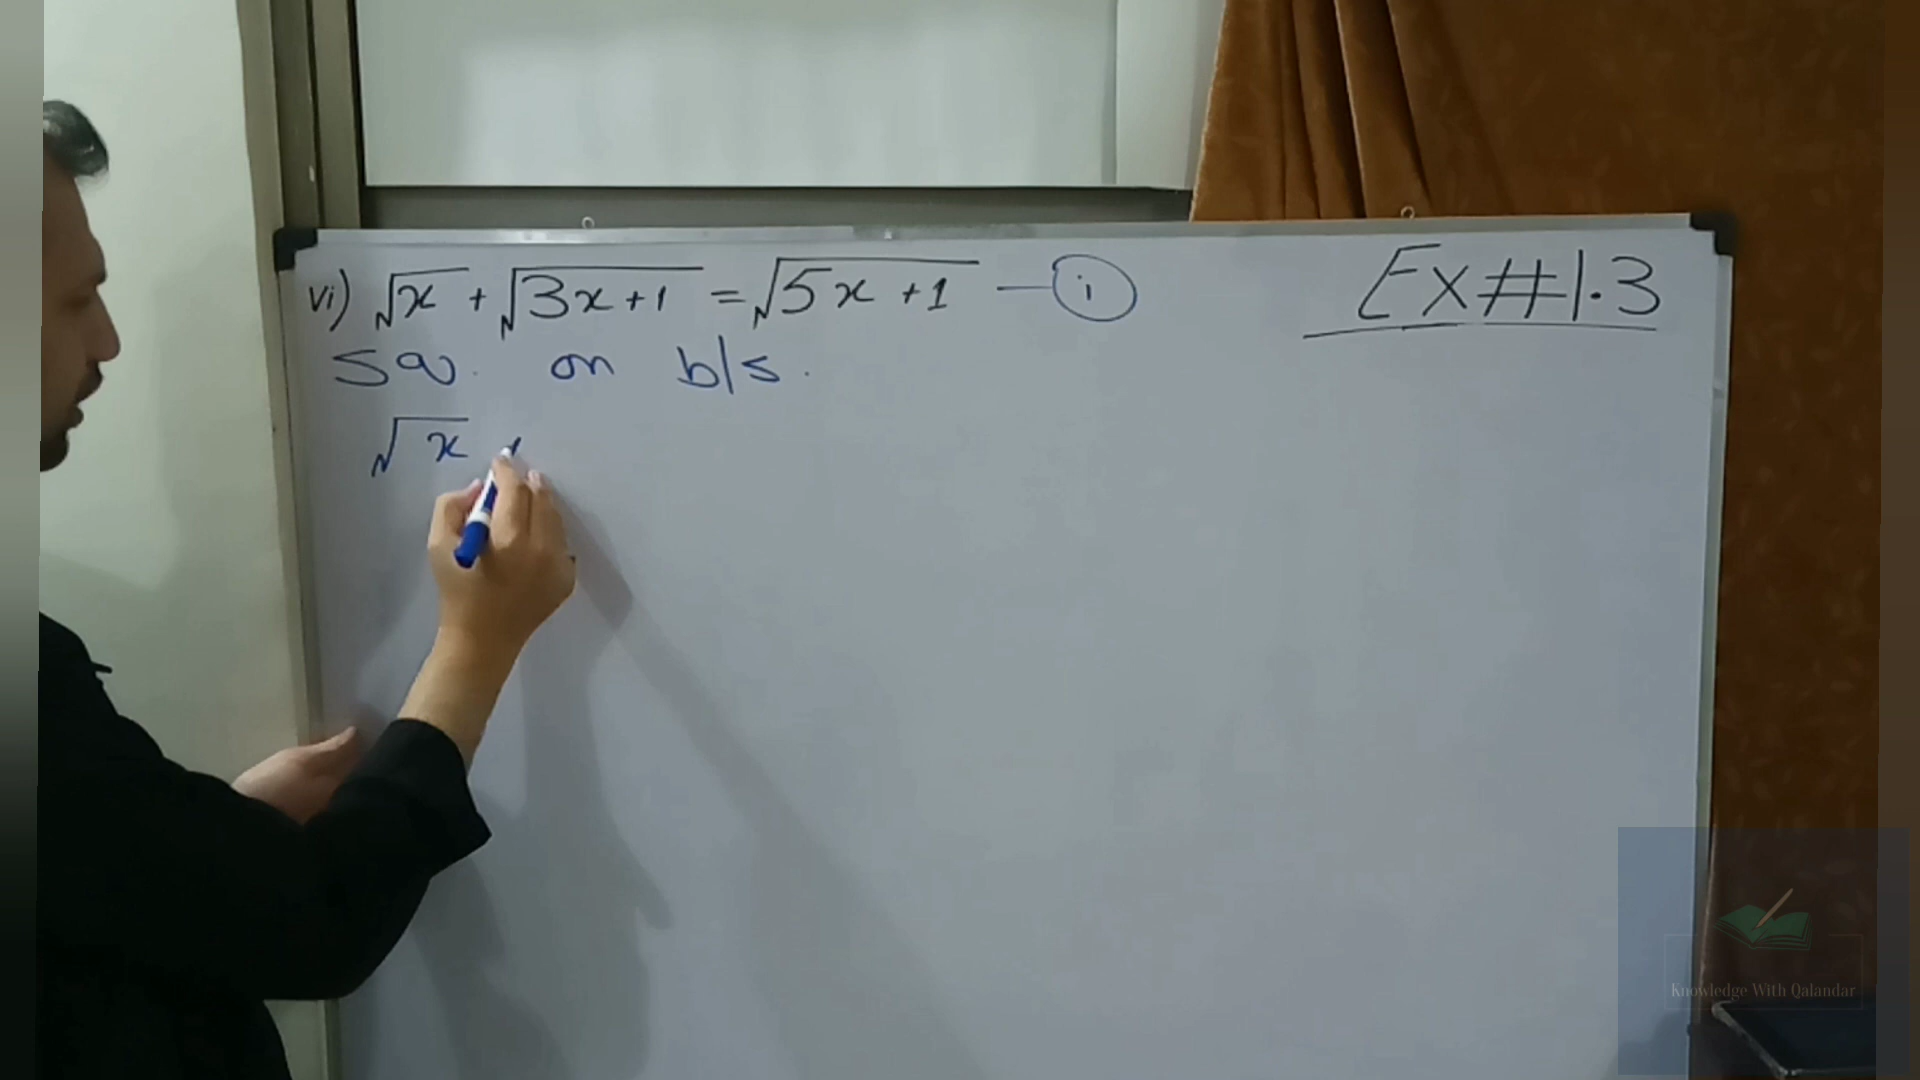 vi) √x + √3x+1 = √5x+1 — (i)
Ex#1.3
Sq. on b/s.
√x
Knowledge With Qalandar